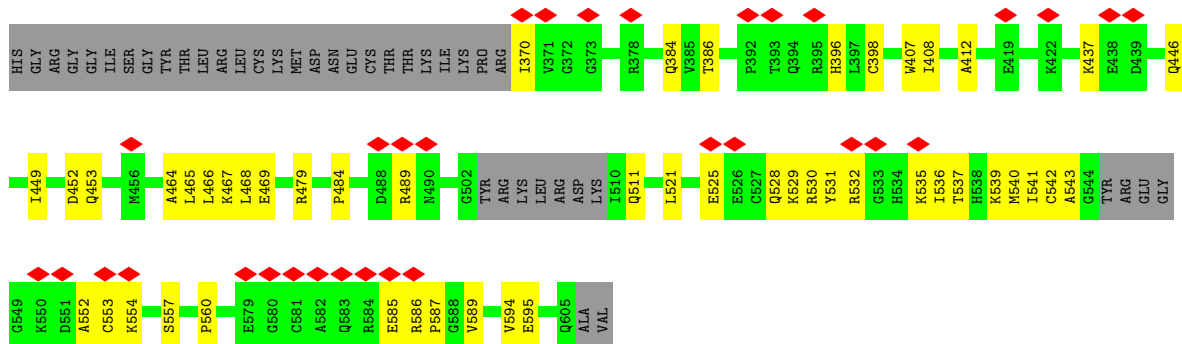 HIS GLY ARG GLY GLY ILE SER GLY TYR THR LEU ARG LEU CYS LYS MET ASP ASN GLU CYS THR THR LYS ILE LYS PRO ARG I370 V371 G372 G373 R378 Q384 V385 T386 P392 T393 Q394 R395 H396 L397 C398 W407 I408 A412 E419 K422 K437 E438 D439 Q446
I449 D452 Q453 M456 A464 L465 L466 K467 L468 E469 R479 P484 D488 R489 N490 G502 TYR ARG LYS LEU ARG ASP LYS I510 Q511 L521 E525 E526 C527 Q528 K529 R530 Y531 R532 G533 H534 K535 I536 T537 H538 K539 M540 I541 C542 A543 G544 TYR ARG GLU GLY
G549 K550 D551 A552 C553 K554 S557 P560 E579 G580 C581 A582 Q583 R584 E585 R586 P587 G588 V589 V594 E595 Q605 ALA VAL